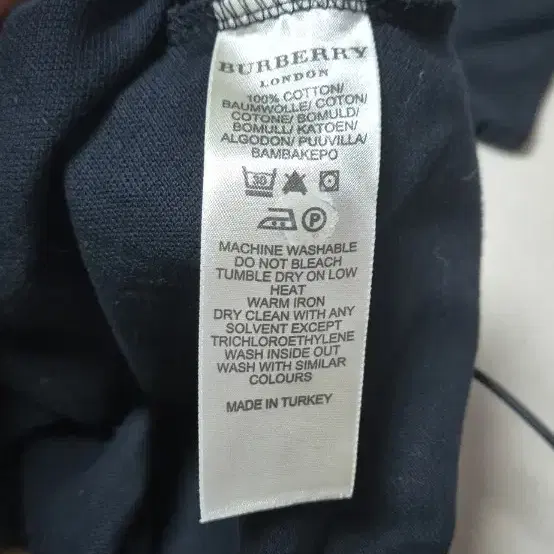 BURBERRY
LONDON
100% COTTON/
BAUMWOLLE/ COTON/
COTONE/ BOMULD/
BOMULL/ KATOEN/
ALGODON/ PUUVILLA/
BAMBAKEPO
30
P
MACHINE WASHABLE
DO NOT BLEACH
TUMBLE DRY ON LOW
HEAT
WARM IRON
DRY CLEAN WITH ANY
SOLVENT EXCEPT
TRICHLOROETHYLENE
WASH INSIDE OUT
WASH WITH SIMILAR
COLOURS
MADE IN TURKEY